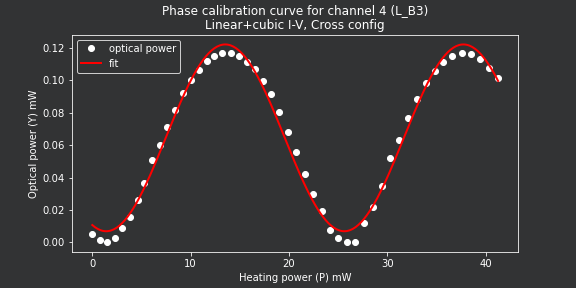 Phase calibration curve for channel 4 (L_B3)
Linear+cubic I-V, Cross config
optical power
fit
Optical power (Y) mW
0.12
0.10
0.08
0.06
0.04
0.02
0.00
0
10
20
30
40
Heating power (P) mW